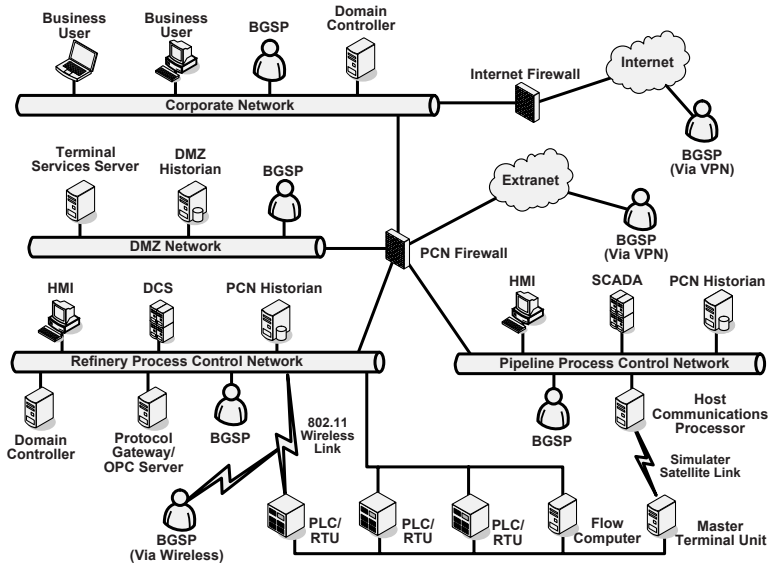 Business
User
Business
User
BGSP
Domain
Controller
Internet Firewall
Internet
Corporate Network
BGSP
(Via VPN)
Terminal
Services Server
DMZ
Historian
BGSP
Extranet
DMZ Network
PCN Firewall
BGSP
(Via VPN)
HMI
DCS
PCN Historian
HMI
SCADA
PCN Historian
Refinery Process Control Network
Pipeline Process Control Network
Domain
Controller
Protocol
Gateway/
OPC Server
BGSP
802.11
Wireless
Link
BGSP
Host
Communications
Processor
Simulater
Satellite Link
BGSP
(Via Wireless)
PLC/
RTU
PLC/
RTU
PLC/
RTU
Flow
Computer
Master
Terminal Unit